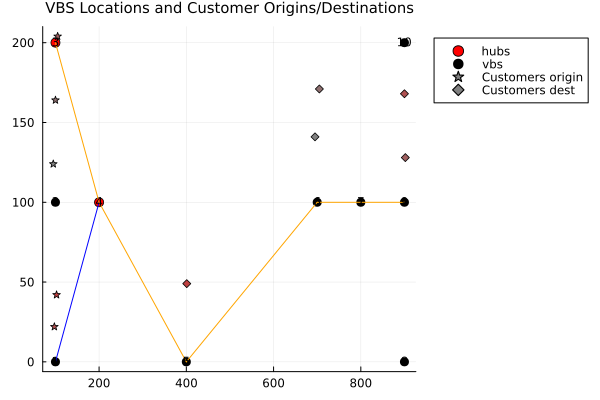 VBS Locations and Customer Origins/Destinations
200
150
100
50
0
200
400
600
800
10
hubs
vbs
Customers origin
Customers dest